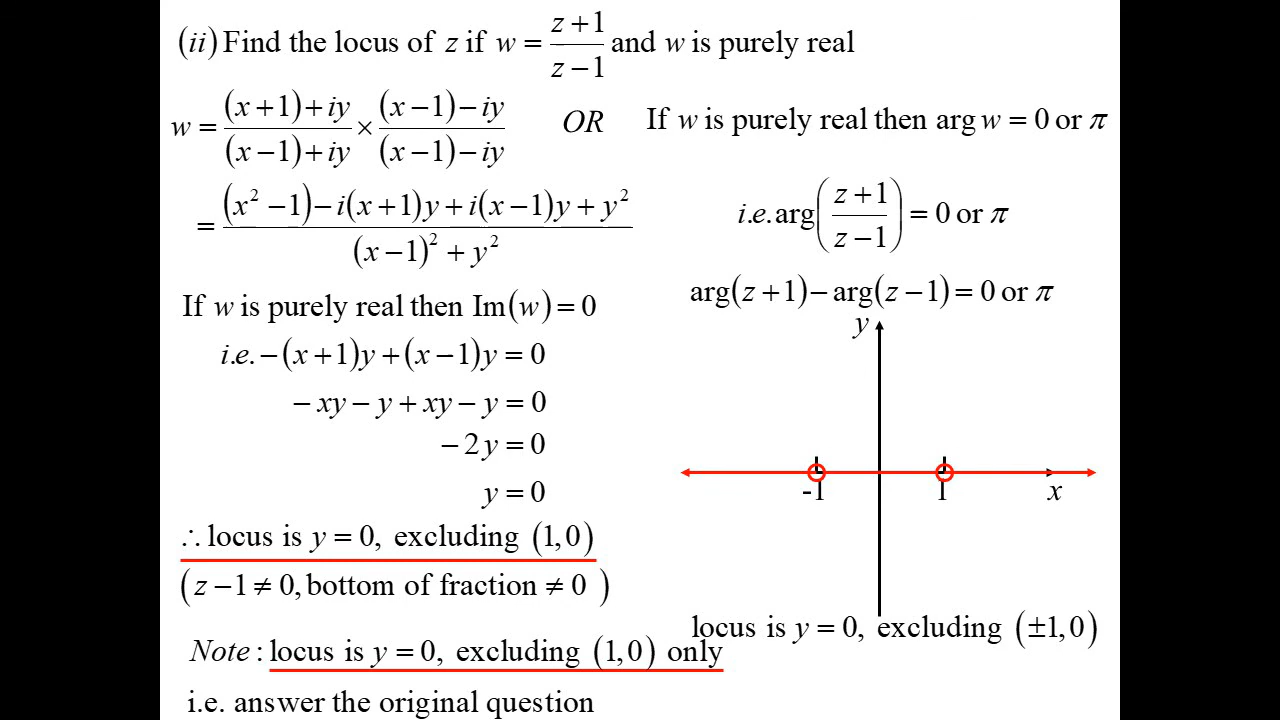 (ii) Find the locus of z if w = (z + 1)/(z − 1) and w is purely real
w = ((x + 1) + iy)/((x − 1) + iy) × ((x − 1) − iy)/((x − 1) − iy)
= ((x² − 1) − i(x + 1)y + i(x − 1)y + y²)/((x − 1)² + y²)
If w is purely real then Im(w) = 0
i.e. − (x + 1)y + (x − 1)y = 0
− xy − y + xy − y = 0
− 2y = 0
y = 0
∴ locus is y = 0, excluding (1,0)
(z − 1 ≠ 0, bottom of fraction ≠ 0 )
Note : locus is y = 0, excluding (1,0) only
i.e. answer the original question
OR
If w is purely real then arg w = 0 or π
i.e. arg((z + 1)/(z − 1)) = 0 or π
arg(z + 1) − arg(z − 1) = 0 or π
y
-1 1 x
locus is y = 0, excluding (±1,0)